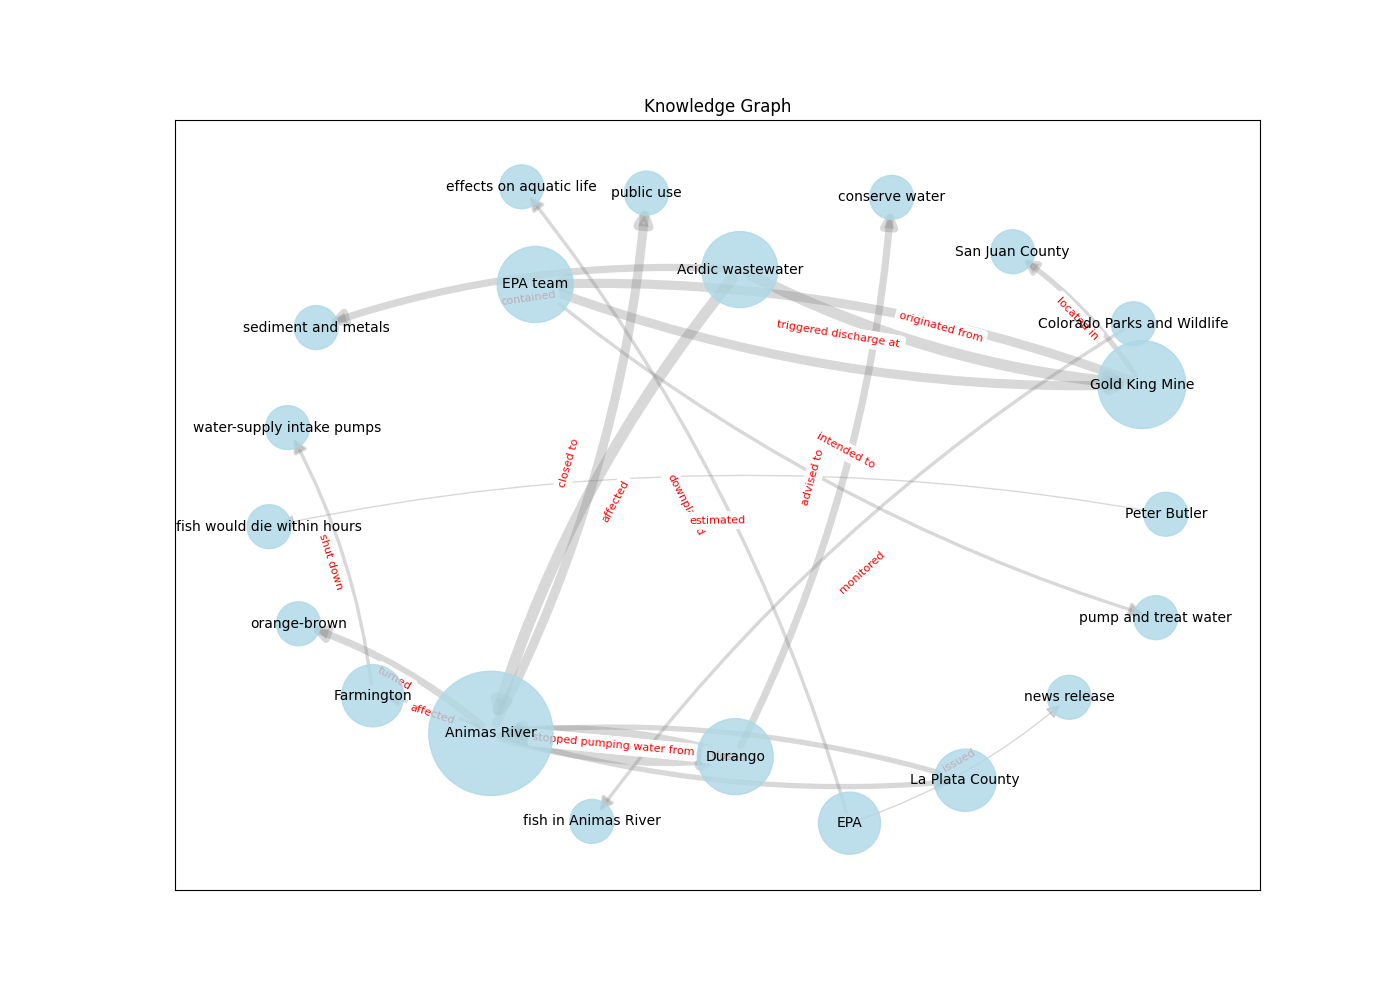 Knowledge Graph
effects on aquatic life
public use
conserve water
San Juan County
Acidic wastewater
EPA team
contained
sediment and metals
originated from
triggered discharge at
located in
Colorado Parks and Wildlife
Gold King Mine
water-supply intake pumps
closed to
affected
intended to
advised to
estimated
Peter Butler
fish would die within hours
shut down
monitored
orange-brown
pump and treat water
turned
Farmington
affected
Animas River
stopped pumping water from
Durango
news release
issued
La Plata County
fish in Animas River
EPA